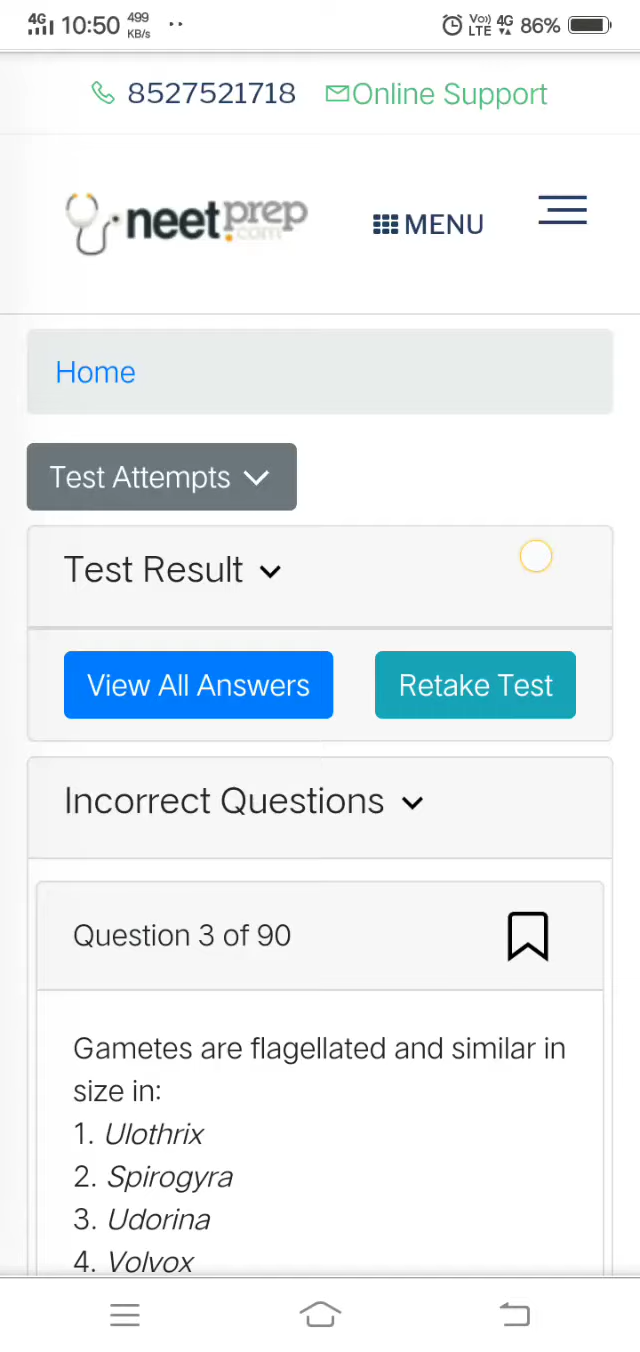 4G 10:50 499 KB/s ·· Vo)) LTE 4G 86%
8527521718 Online Support
neetprep .com MENU
Home
Test Attempts
Test Result
View All Answers Retake Test
Incorrect Questions
Question 3 of 90
Gametes are flagellated and similar in
size in:
1. Ulothrix
2. Spirogyra
3. Udorina
4. Volvox